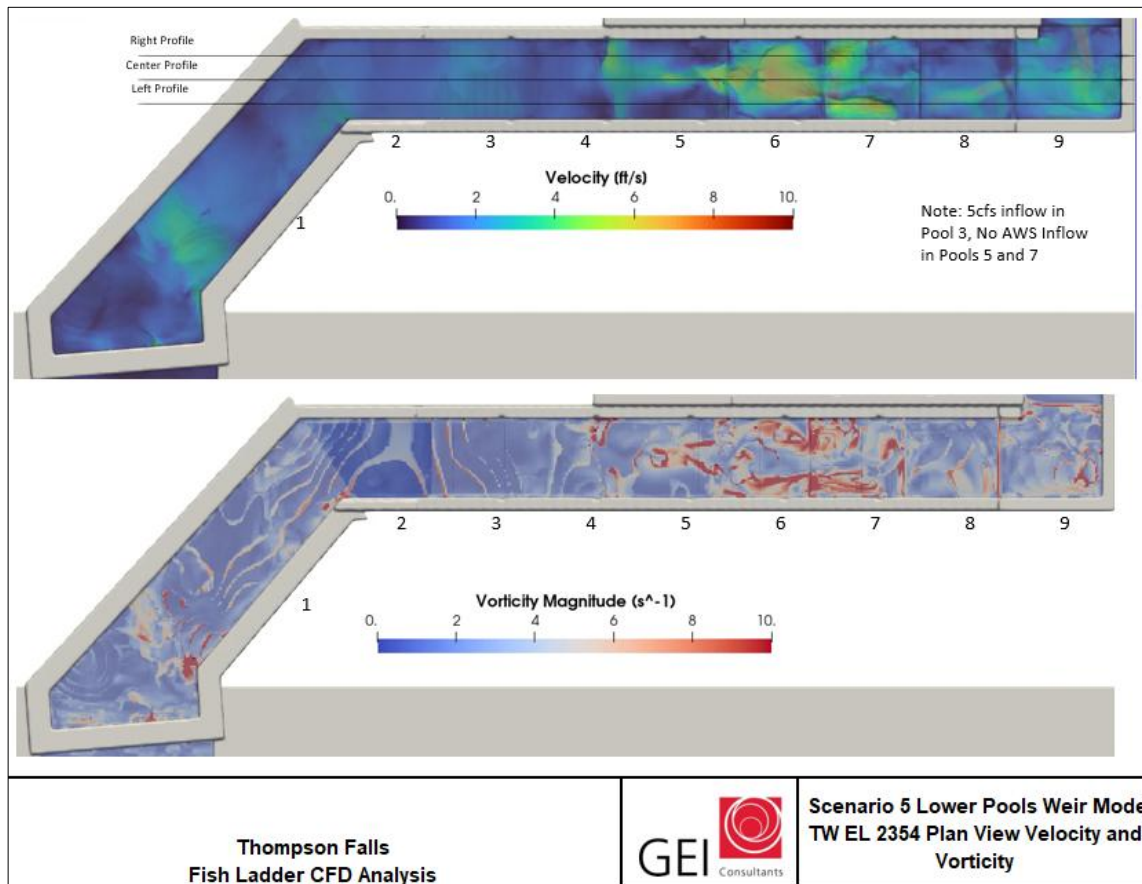 Right Profile
Center Profile
Left Profile
2 3 4 5 6 7 8 9
1
Velocity (ft/s)
0. 2 4 6 8 10.
Note: 5cfs inflow in
Pool 3, No AWS Inflow
in Pools 5 and 7
2 3 4 5 6 7 8 9
1
Vorticity Magnitude (s^-1)
0. 2 4 6 8 10.
Thompson Falls
Fish Ladder CFD Analysis
GEI Consultants
Scenario 5 Lower Pools Weir Mode
TW EL 2354 Plan View Velocity and
Vorticity